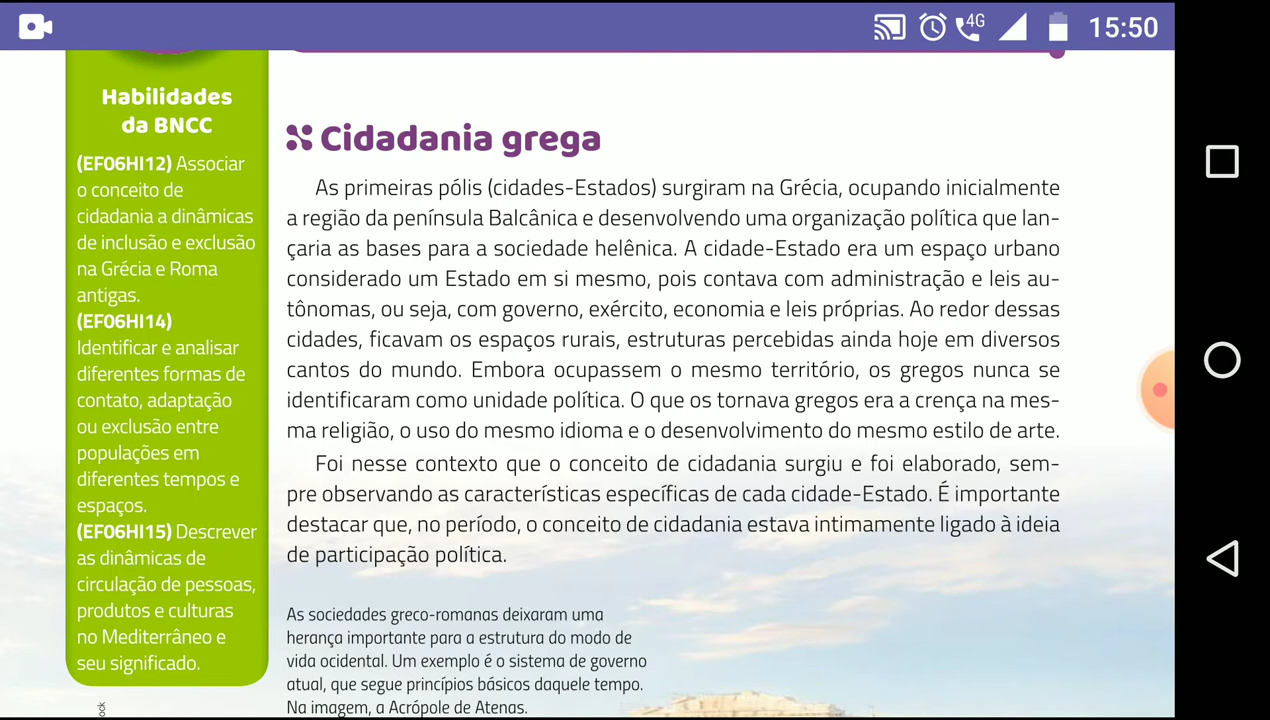 4G
15:50
Habilidades
da BNCC
(EF06HI12) Associar
o conceito de
cidadania a dinâmicas
de inclusão e exclusão
na Grécia e Roma
antigas.
(EF06HI14)
Identificar e analisar
diferentes formas de
contato, adaptação
ou exclusão entre
populações em
diferentes tempos e
espaços.
(EF06HI15) Descrever
as dinâmicas de
circulação de pessoas,
produtos e culturas
no Mediterrâneo e
seu significado.
ock
Cidadania grega
As primeiras pólis (cidades-Estados) surgiram na Grécia, ocupando inicialmente
a região da península Balcânica e desenvolvendo uma organização política que lan-
çaria as bases para a sociedade helênica. A cidade-Estado era um espaço urbano
considerado um Estado em si mesmo, pois contava com administração e leis au-
tônomas, ou seja, com governo, exército, economia e leis próprias. Ao redor dessas
cidades, ficavam os espaços rurais, estruturas percebidas ainda hoje em diversos
cantos do mundo. Embora ocupassem o mesmo território, os gregos nunca se
identificaram como unidade política. O que os tornava gregos era a crença na mes-
ma religião, o uso do mesmo idioma e o desenvolvimento do mesmo estilo de arte.
Foi nesse contexto que o conceito de cidadania surgiu e foi elaborado, sem-
pre observando as características específicas de cada cidade-Estado. É importante
destacar que, no período, o conceito de cidadania estava intimamente ligado à ideia
de participação política.
As sociedades greco-romanas deixaram uma
herança importante para a estrutura do modo de
vida ocidental. Um exemplo é o sistema de governo
atual, que segue princípios básicos daquele tempo.
Na imagem, a Acrópole de Atenas.